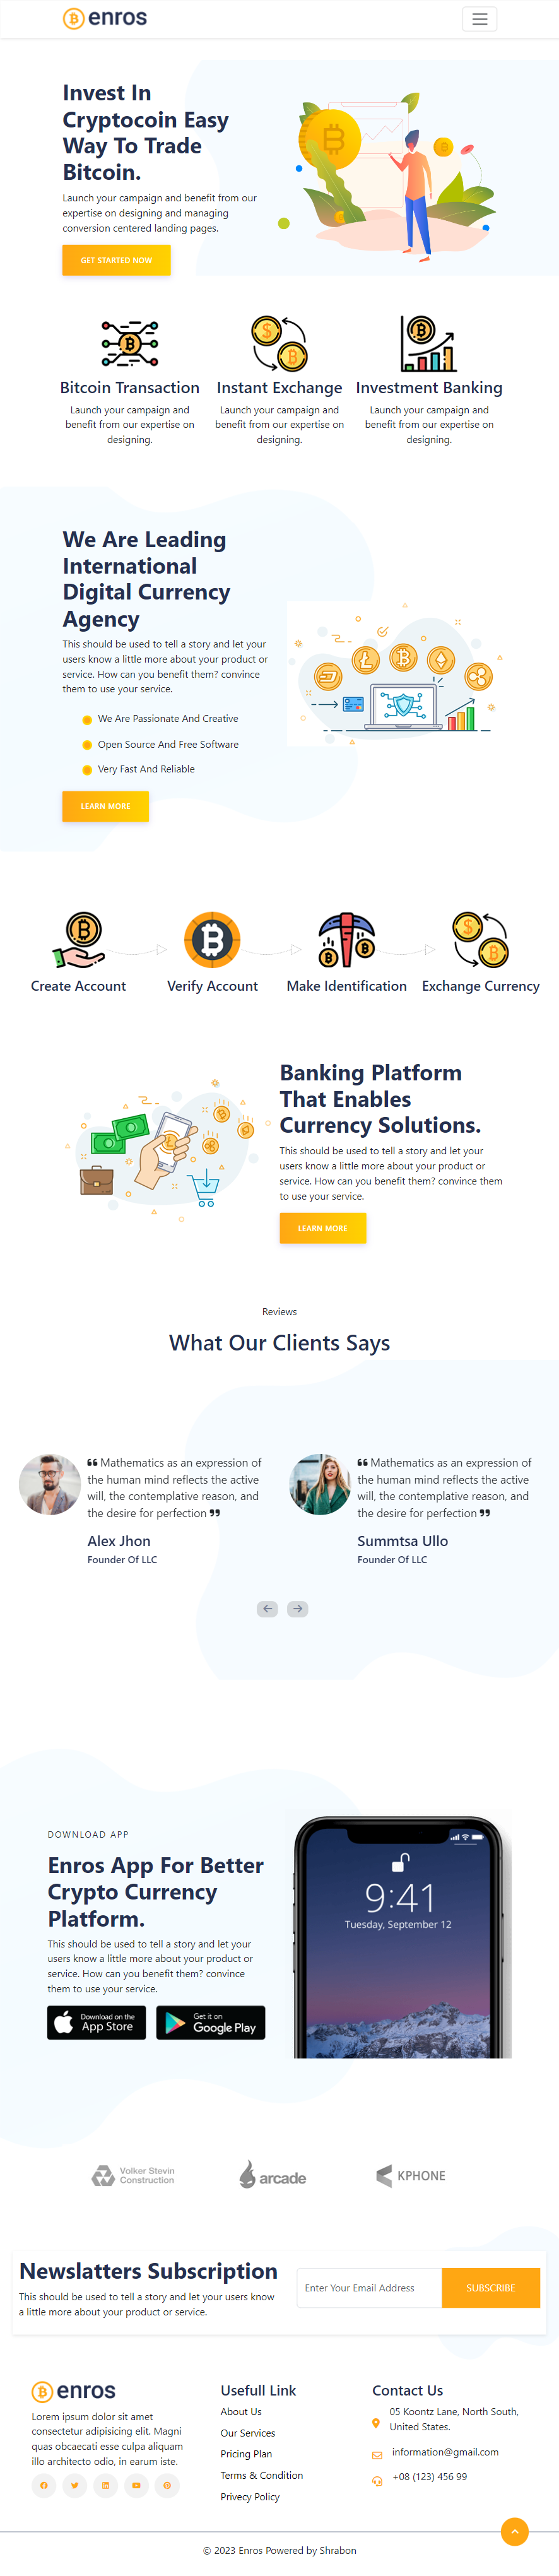 enros
Invest In
Cryptocoin Easy
Way To Trade
Bitcoin.
Launch your campaign and benefit from our
expertise on designing and managing
conversion centered landing pages.
GET STARTED NOW
Bitcoin Transaction
Launch your campaign and
benefit from our expertise on
designing.
Instant Exchange
Launch your campaign and
benefit from our expertise on
designing.
Investment Banking
Launch your campaign and
benefit from our expertise on
designing.
We Are Leading
International
Digital Currency
Agency
This should be used to tell a story and let your
users know a little more about your product or
service. How can you benefit them? convince
them to use your service.
We Are Passionate And Creative
Open Source And Free Software
Very Fast And Reliable
LEARN MORE
Create Account
Verify Account
Make Identification
Exchange Currency
Banking Platform
That Enables
Currency Solutions.
This should be used to tell a story and let your
users know a little more about your product or
service. How can you benefit them? convince them
to use your service.
LEARN MORE
Reviews
What Our Clients Says
❝ Mathematics as an expression of
the human mind reflects the active
will, the contemplative reason, and
the desire for perfection ❞
Alex Jhon
Founder Of LLC
❝ Mathematics as an expression of
the human mind reflects the active
will, the contemplative reason, and
the desire for perfection ❞
Summtsa Ullo
Founder Of LLC
DOWNLOAD APP
Enros App For Better
Crypto Currency
Platform.
This should be used to tell a story and let your
users know a little more about your product or
service. How can you benefit them? convince
them to use your service.
Download on the
App Store
Get it on
Google Play
9:41
Tuesday, September 12
Volker Stevin
Construction
arcade
KPHONE
Newslatters Subscription
This should be used to tell a story and let your users know
a little more about your product or service.
Enter Your Email Address
SUBSCRIBE
enros
Lorem ipsum dolor sit amet
consectetur adipisicing elit. Magni
quas obcaecati esse culpa aliquam
illo architecto odio, in earum iste.
Usefull Link
About Us
Our Services
Pricing Plan
Terms & Condition
Privecy Policy
Contact Us
05 Koontz Lane, North South,
United States.
information@gmail.com
+08 (123) 456 99
© 2023 Enros Powered by Shrabon